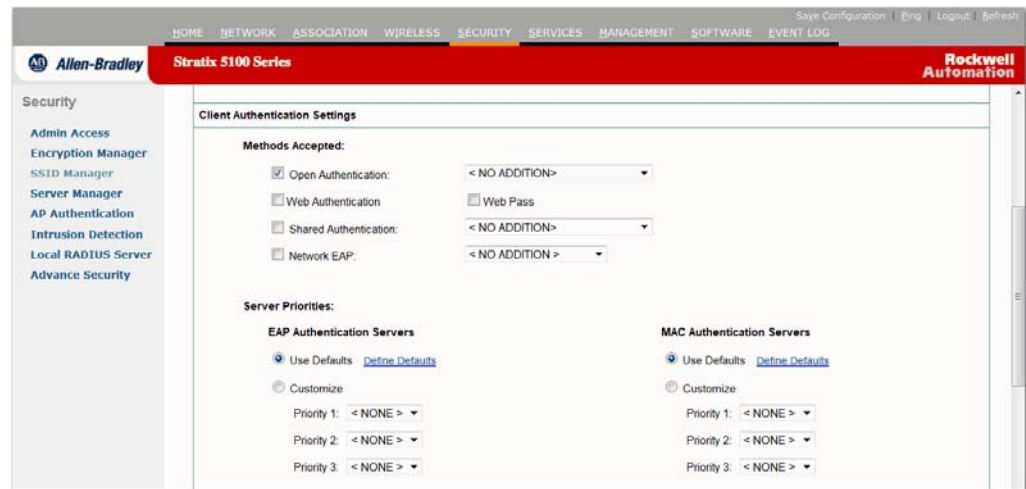 Save Configuration | Ping | Logout | Refresh
HOME NETWORK ASSOCIATION WIRELESS SECURITY SERVICES MANAGEMENT SOFTWARE EVENT LOG
AB Allen-Bradley
Stratix 5100 Series
Rockwell Automation
Security
Admin Access
Encryption Manager
SSID Manager
Server Manager
AP Authentication
Intrusion Detection
Local RADIUS Server
Advance Security
Client Authentication Settings
Methods Accepted:
Open Authentication: < NO ADDITION>
Web Authentication Web Pass
Shared Authentication: < NO ADDITION>
Network EAP: < NO ADDITION >
Server Priorities:
EAP Authentication Servers
Use Defaults Define Defaults
Customize
Priority 1: < NONE >
Priority 2: < NONE >
Priority 3: < NONE >
MAC Authentication Servers
Use Defaults Define Defaults
Customize
Priority 1: < NONE >
Priority 2: < NONE >
Priority 3: < NONE >